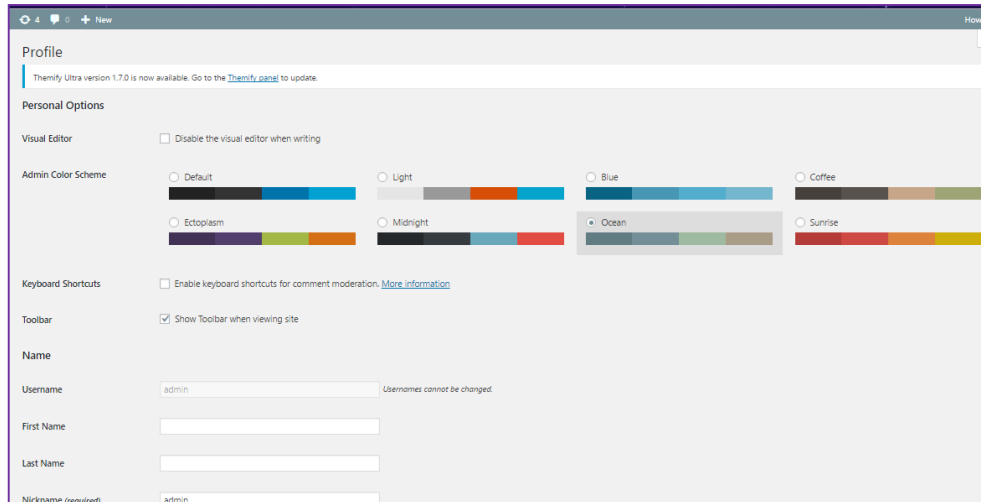 4 0 New How
Profile
Themify Ultra version 1.7.0 is now available. Go to the Themify panel to update.
Personal Options
Visual Editor Disable the visual editor when writing
Admin Color Scheme Default Light Blue Coffee
Ectoplasm Midnight Ocean Sunrise
Keyboard Shortcuts Enable keyboard shortcuts for comment moderation. More information
Toolbar Show Toolbar when viewing site
Name
Username admin Usernames cannot be changed.
First Name
Last Name
Nickname (required) admin